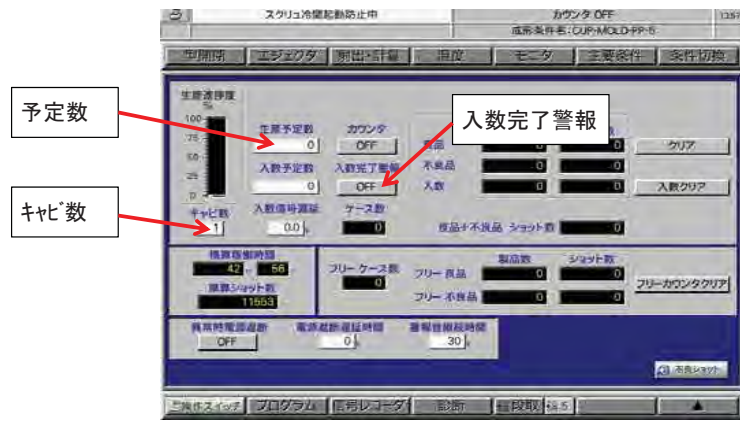 スクリュ冷間起動防止中
カウンタ OFF
成形条件名:CUP-MOLD-PP-5
型開閉 エジェクタ 射出・計量 温度 モニタ 主要条件 条件切換
生産進捗度
%
100
75
50
25
0
予定数
キャビ数
入数完了警報
生産予定数 カウンタ
0 OFF
入数予定数 入数完了警報
0 OFF
キャビ数 入数信号遅延 ケース数
1 0.0 0
良品 0 0 クリア
不良品 0 0
入数 0 0 入数クリア
良品+不良品 ショット数 0
積算稼働時間
42 56
積算ショット数
11553
フリー ケース数
0
製品数 ショット数
フリー 良品 0 0
フリー 不良品 0 0
フリーカウンタクリア
異常時電源遮断 電源遮断遅延時間 警報性継続時間
OFF 0 30
不良ショット
操作スイッチ プログラム 信号レコーダ 診断 段取